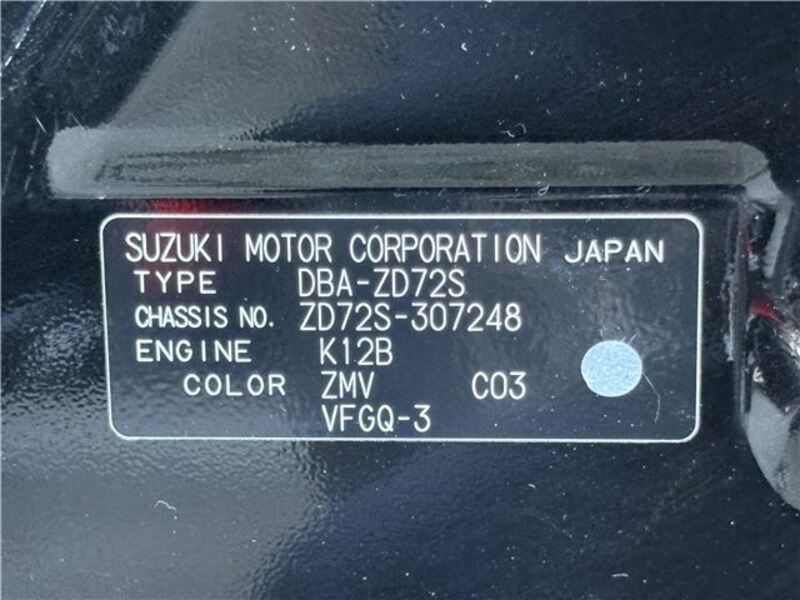 SUZUKI MOTOR CORPORATION JAPAN
TYPE DBA-ZD72S
CHASSIS NO. ZD72S-307248
ENGINE K12B
COLOR ZMV C03
VFGQ-3